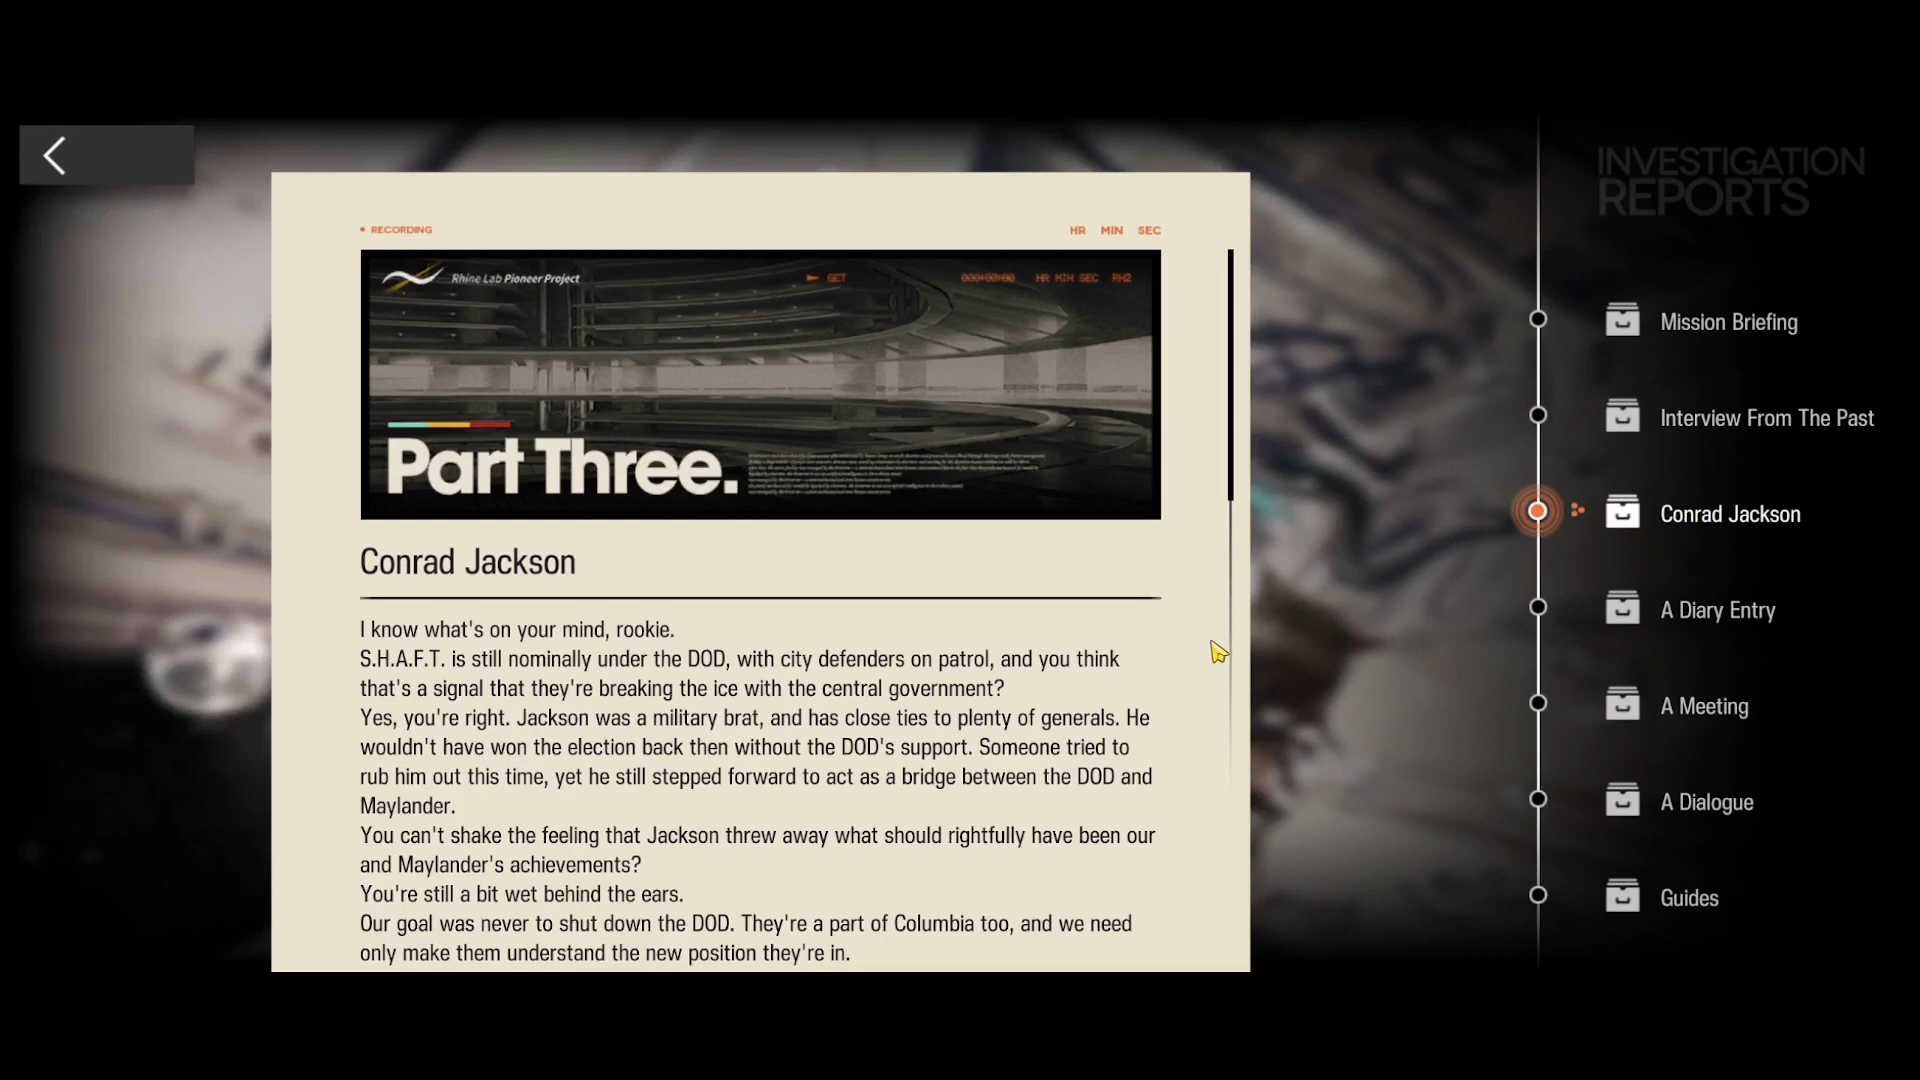 INVESTIGATION
REPORTS
• RECORDING
HR MIN SEC
Rhine Lab Pioneer Project
GET
000:00:00 HR MIN SEC RH2
Part Three.
Conrad Jackson
I know what's on your mind, rookie.
S.H.A.F.T. is still nominally under the DOD, with city defenders on patrol, and you think
that's a signal that they're breaking the ice with the central government?
Yes, you're right. Jackson was a military brat, and has close ties to plenty of generals. He
wouldn't have won the election back then without the DOD's support. Someone tried to
rub him out this time, yet he still stepped forward to act as a bridge between the DOD and
Maylander.
You can't shake the feeling that Jackson threw away what should rightfully have been our
and Maylander's achievements?
You're still a bit wet behind the ears.
Our goal was never to shut down the DOD. They're a part of Columbia too, and we need
only make them understand the new position they're in.
Mission Briefing
Interview From The Past
Conrad Jackson
A Diary Entry
A Meeting
A Dialogue
Guides